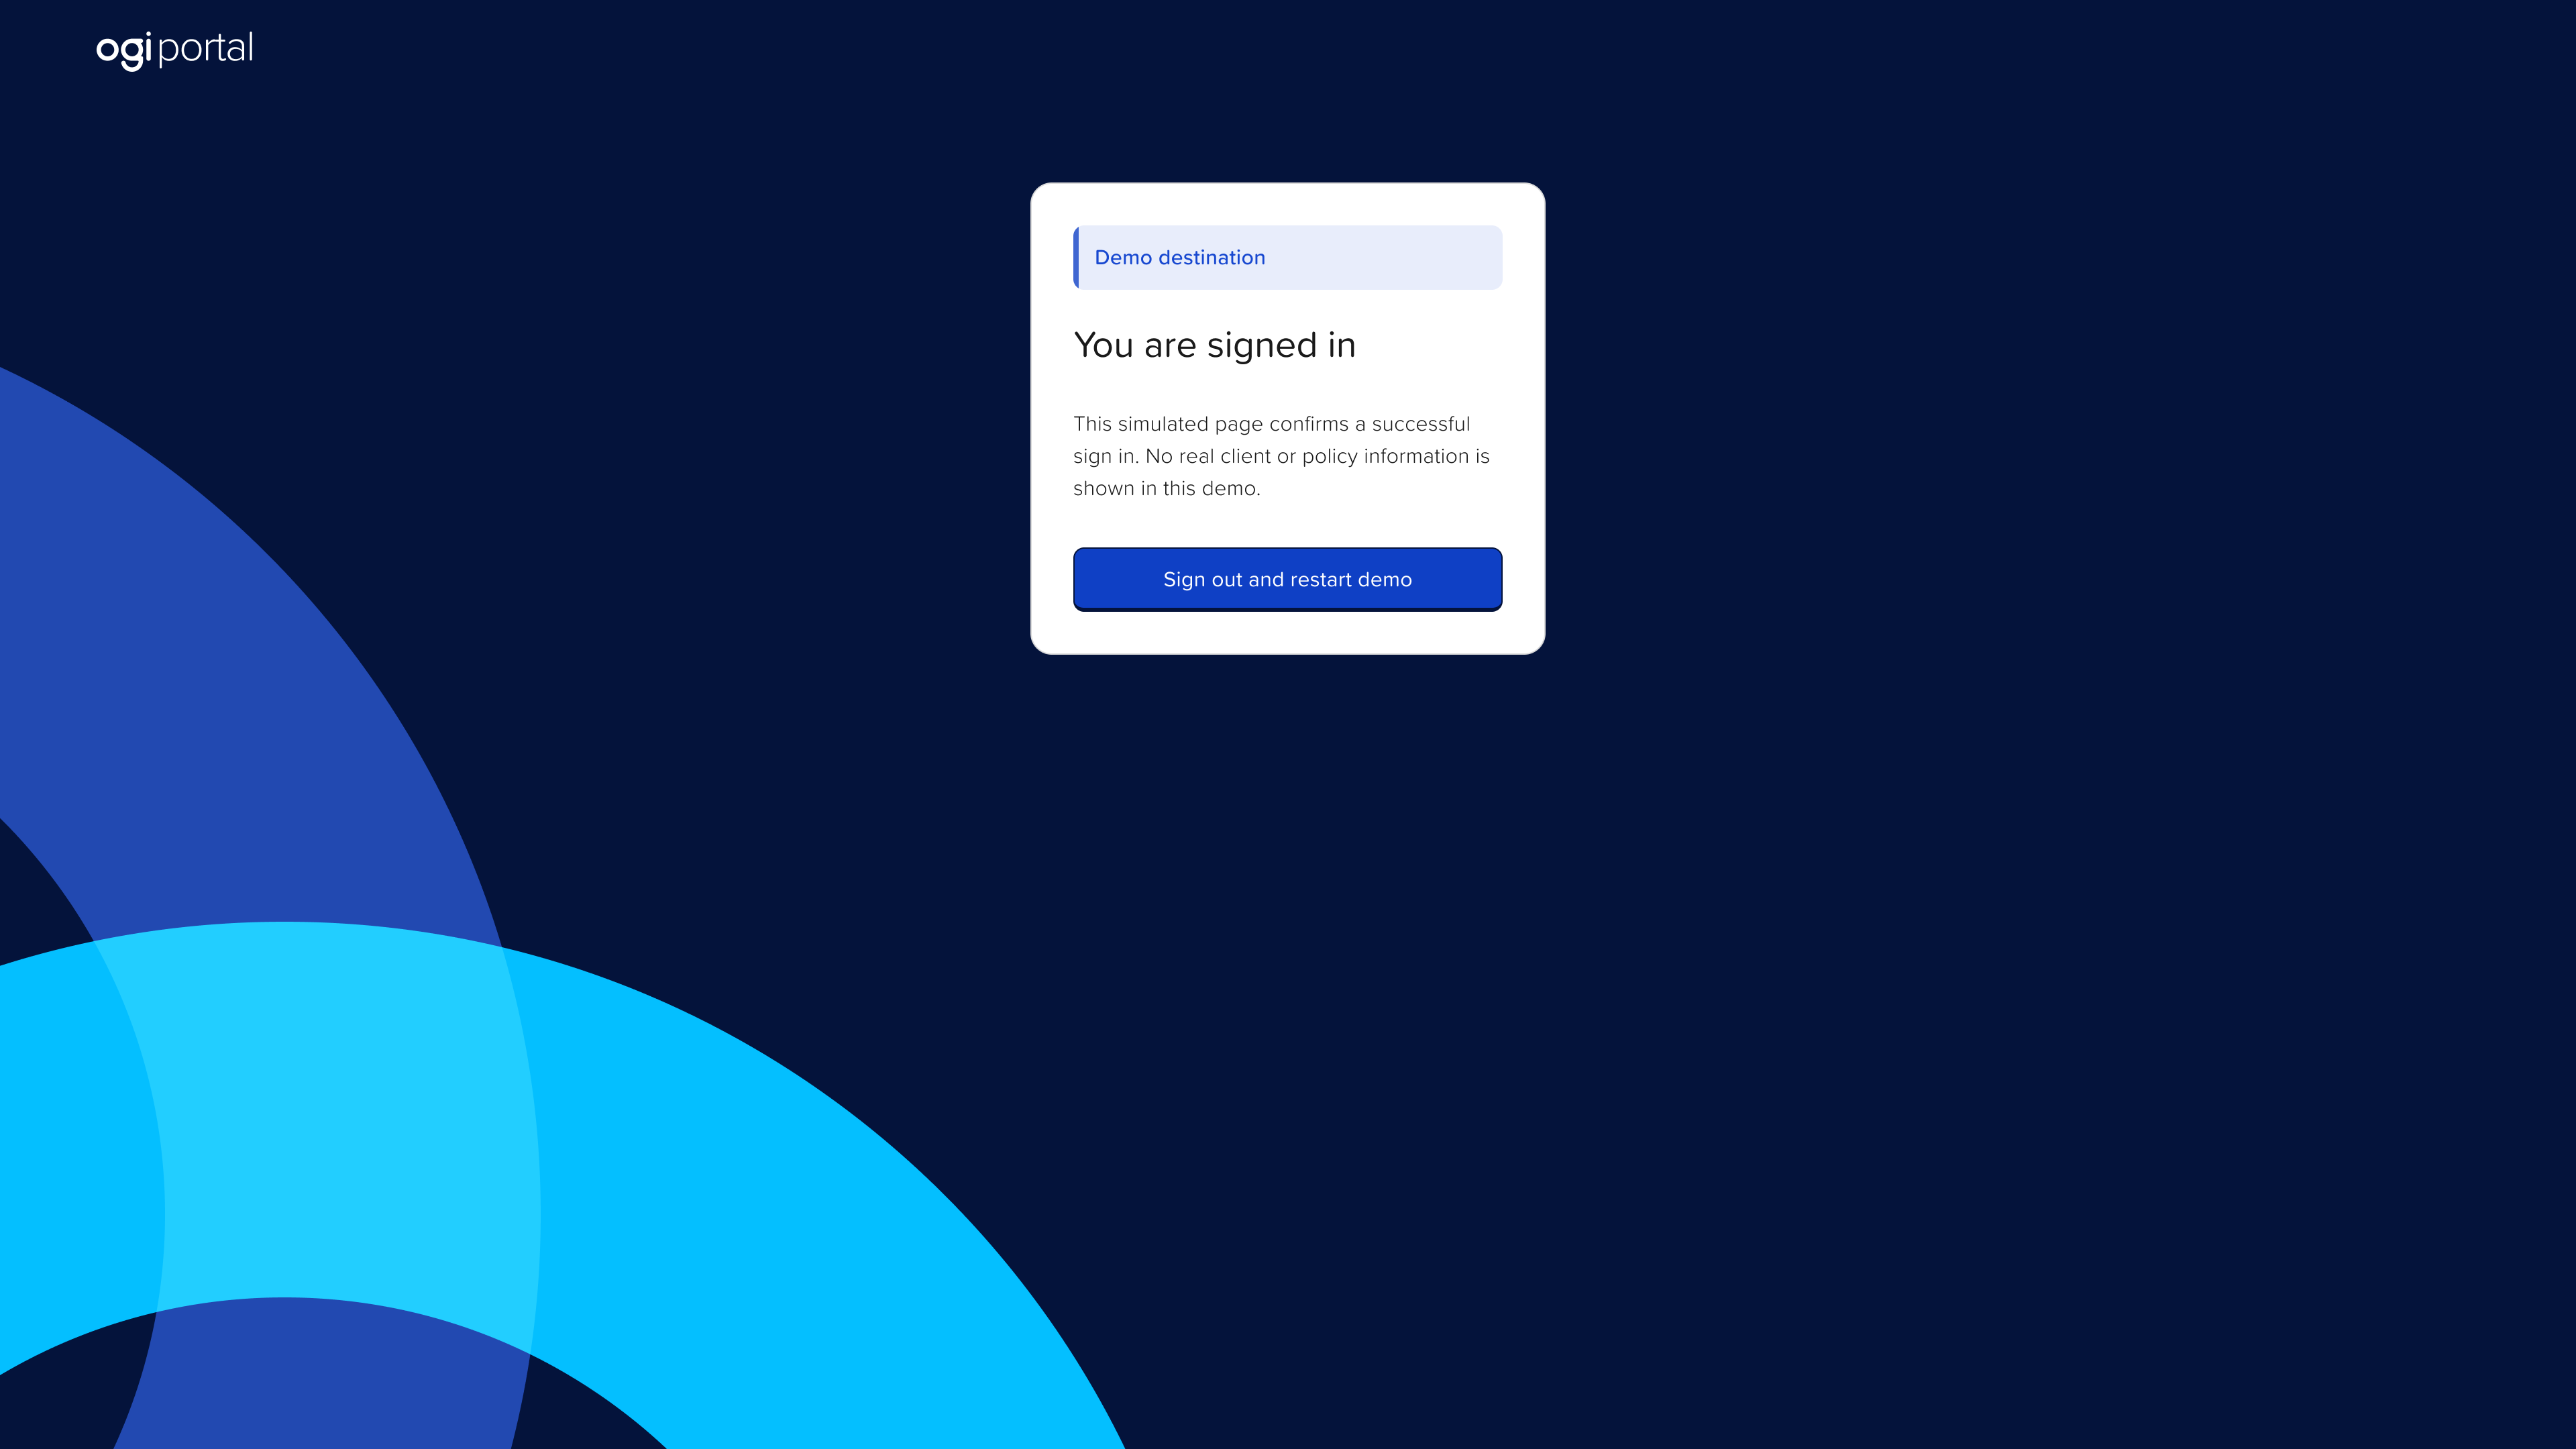 ogi portal
Demo destination
You are signed in
This simulated page confirms a successful
sign in. No real client or policy information is
shown in this demo.
Sign out and restart demo